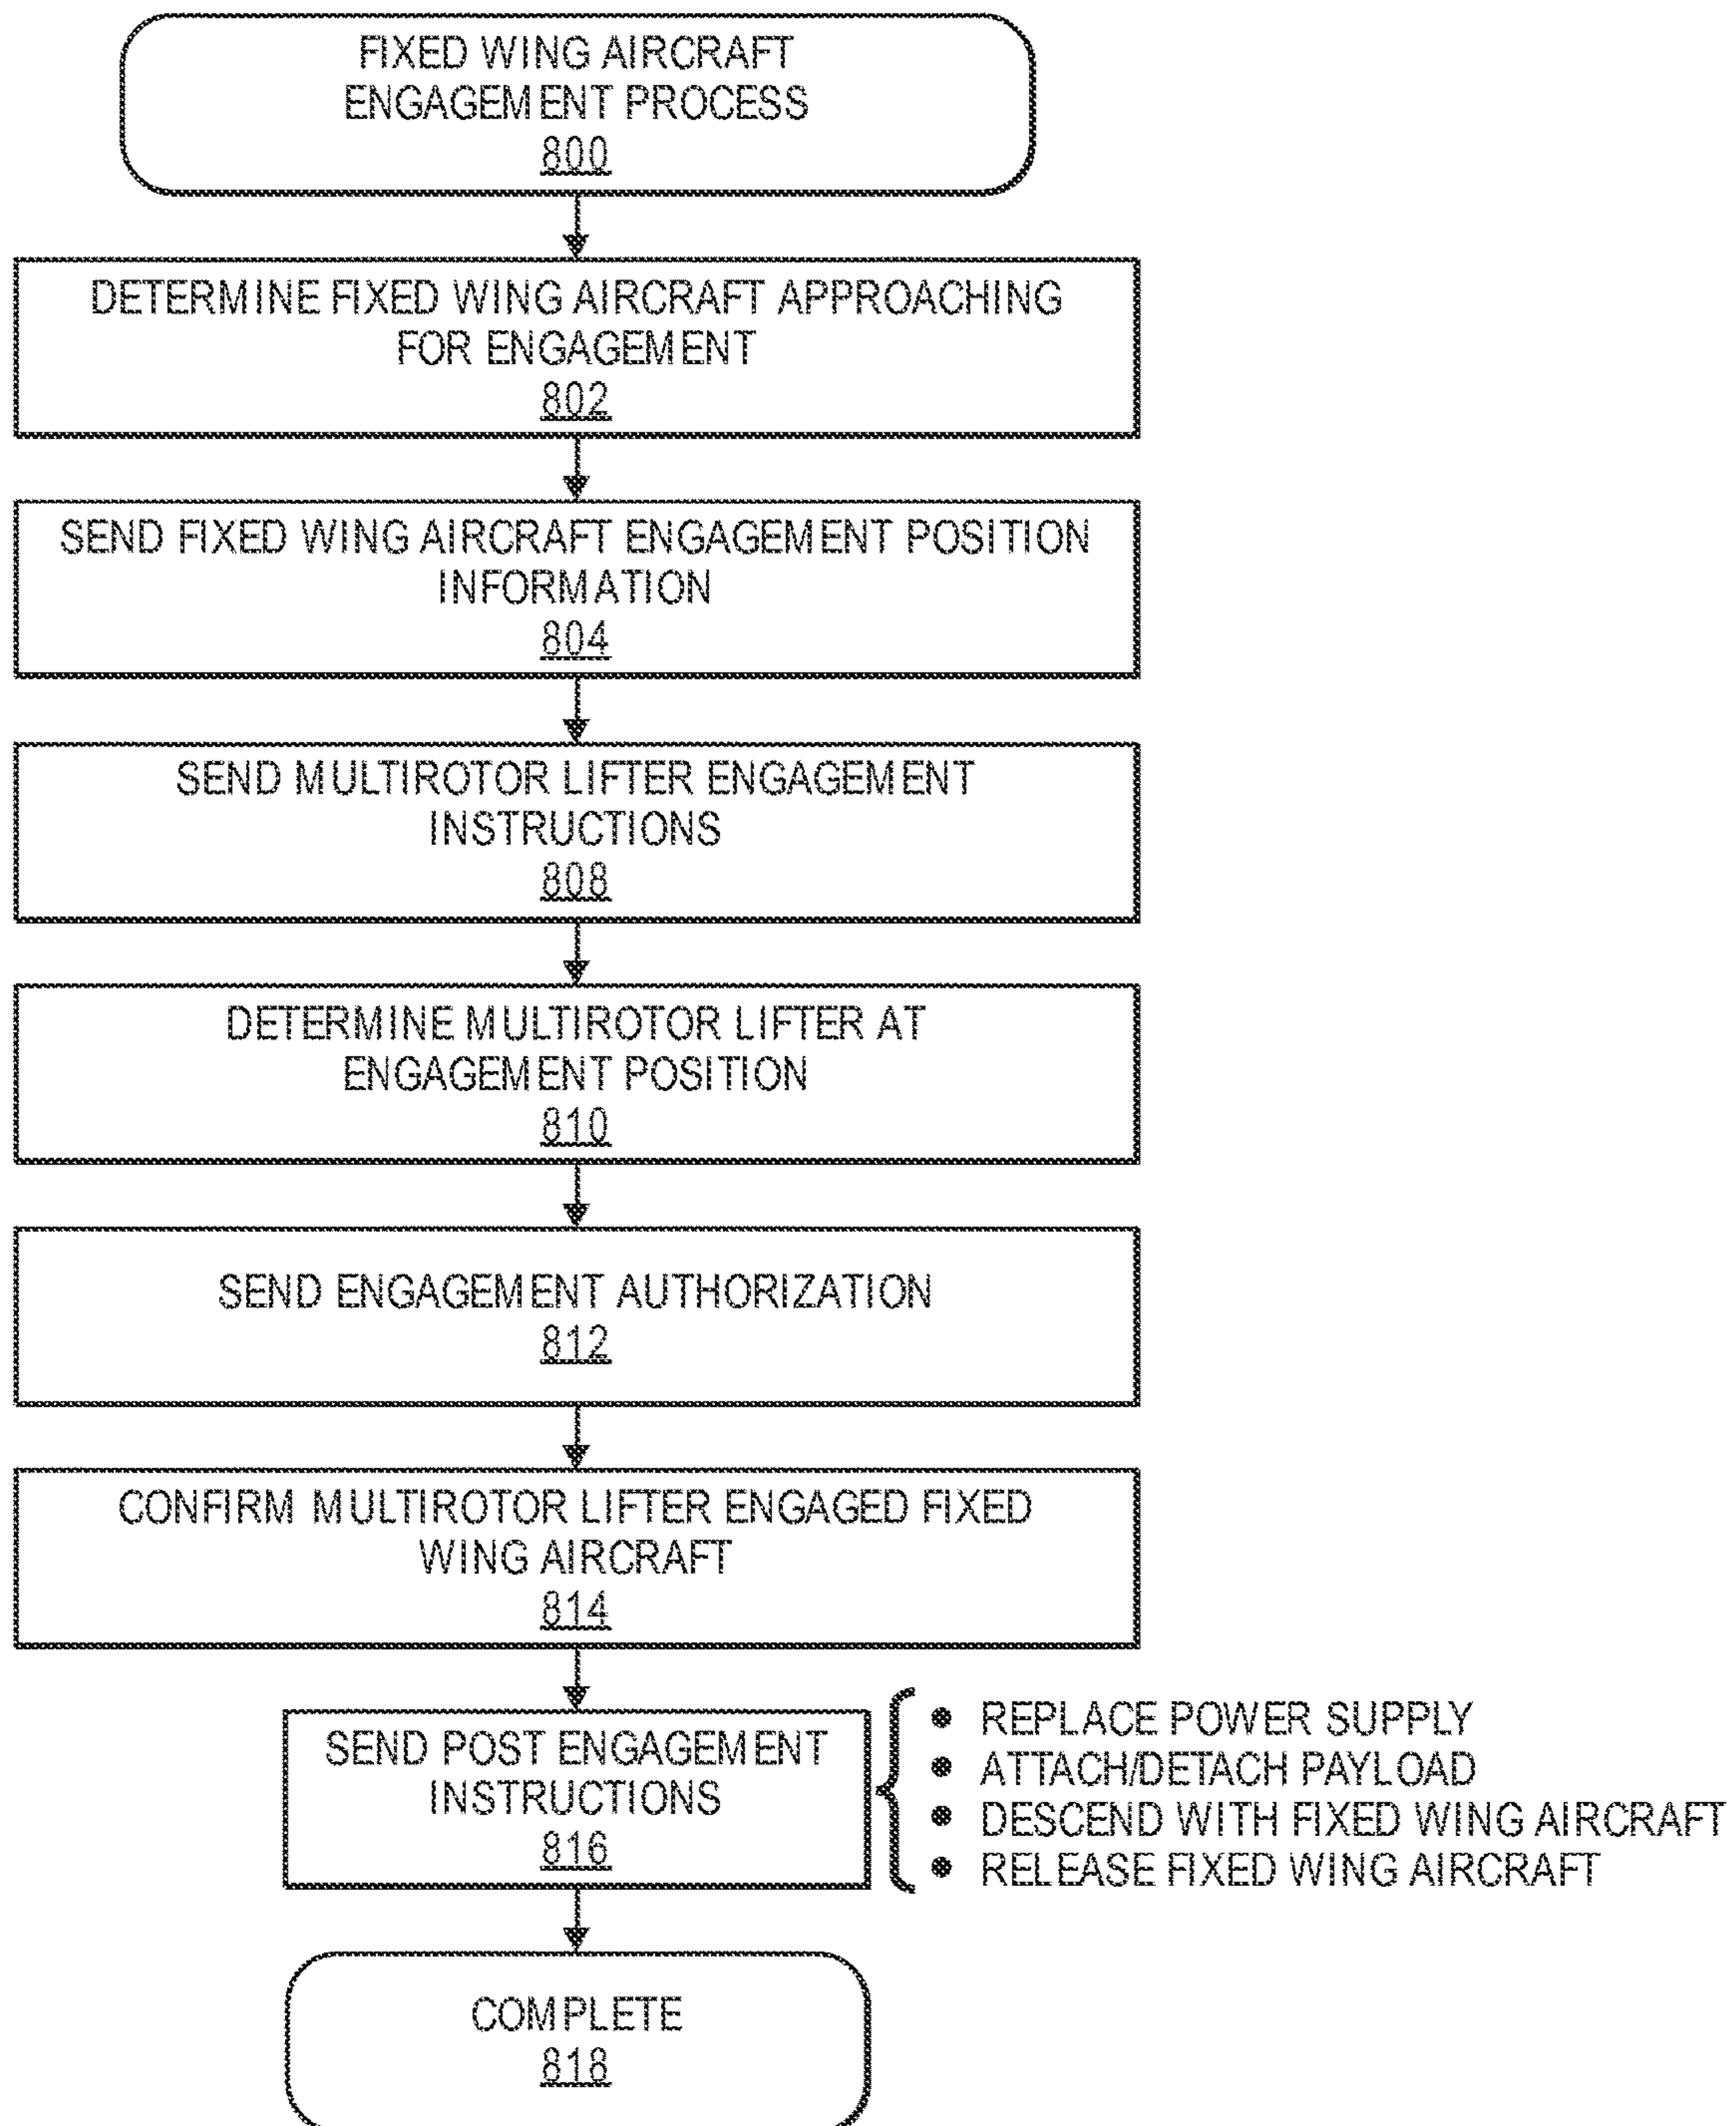 FIXED WING AIRCRAFT
ENGAGEMENT PROCESS
800
DETERMINE FIXED WING AIRCRAFT APPROACHING
FOR ENGAGEMENT
802
SEND FIXED WING AIRCRAFT ENGAGEMENT POSITION
INFORMATION
804
SEND MULTIROTOR LIFTER ENGAGEMENT
INSTRUCTIONS
808
DETERMINE MULTIROTOR LIFTER AT
ENGAGEMENT POSITION
810
SEND ENGAGEMENT AUTHORIZATION
812
CONFIRM MULTIROTOR LIFTER ENGAGED FIXED
WING AIRCRAFT
814
SEND POST ENGAGEMENT
INSTRUCTIONS
816
• REPLACE POWER SUPPLY
• ATTACH/DETACH PAYLOAD
• DESCEND WITH FIXED WING AIRCRAFT
• RELEASE FIXED WING AIRCRAFT
COMPLETE
818